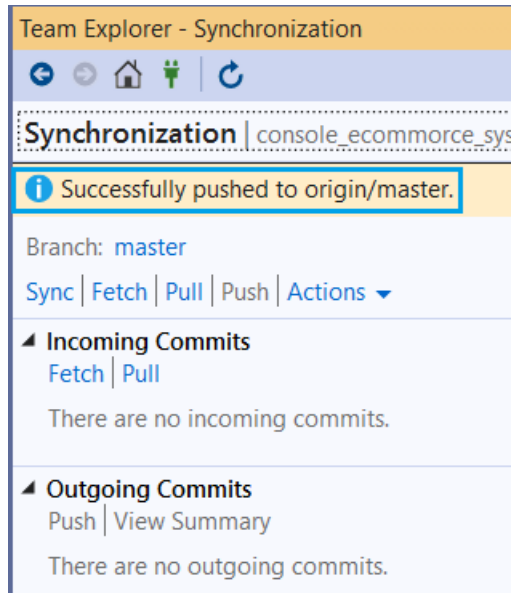 Team Explorer - Synchronization
Synchronization | console_ecommorce_sys
Successfully pushed to origin/master.
Branch: master
Sync | Fetch | Pull | Push | Actions
Incoming Commits
Fetch | Pull
There are no incoming commits.
Outgoing Commits
Push | View Summary
There are no outgoing commits.